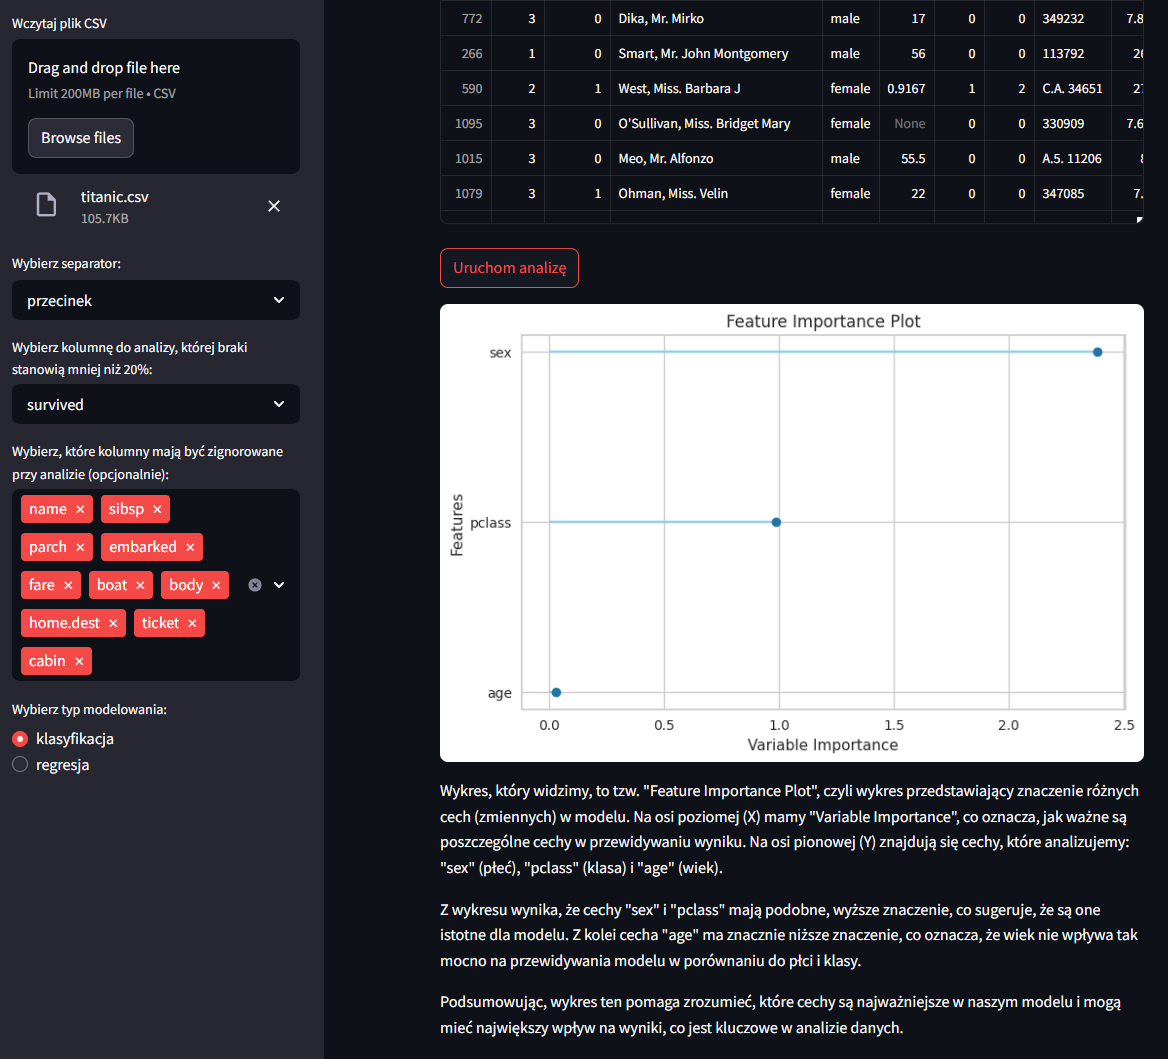 Wczytaj plik CSV
Drag and drop file here
Limit 200MB per file • CSV
Browse files
titanic.csv
105.7KB
Wybierz separator:
przecinek
Wybierz kolumnę do analizy, której braki
stanowią mniej niż 20%:
survived
Wybierz, które kolumny mają być zignorowane
przy analizie (opcjonalnie):
name × sibsp ×
parch × embarked ×
fare × boat × body ×
home.dest × ticket ×
cabin ×
Wybierz typ modelowania:
klasyfikacja
regresja
772 3 0 Dika, Mr. Mirko male 17 0 0 349232 7.8
266 1 0 Smart, Mr. John Montgomery male 56 0 0 113792
590 2 1 West, Miss. Barbara J female 0.9167 1 2 C.A. 34651
1095 3 0 O'Sullivan, Miss. Bridget Mary female None 0 0 330909 7.6
1015 3 0 Meo, Mr. Alfonzo male 55.5 0 0 A.5. 11206
1079 3 1 Ohman, Miss. Velin female 22 0 0 347085 7.
Uruchom analizę
Feature Importance Plot
sex
pclass
age
Features
0.0 0.5 1.0 1.5 2.0 2.5
Variable Importance
Wykres, który widzimy, to tzw. "Feature Importance Plot", czyli wykres przedstawiający znaczenie różnych
cech (zmiennych) w modelu. Na osi poziomej (X) mamy "Variable Importance", co oznacza, jak ważne są
poszczególne cechy w przewidywaniu wyniku. Na osi pionowej (Y) znajdują się cechy, które analizujemy:
"sex" (płeć), "pclass" (klasa) i "age" (wiek).
Z wykresu wynika, że cechy "sex" i "pclass" mają podobne, wyższe znaczenie, co sugeruje, że są one
istotne dla modelu. Z kolei cecha "age" ma znacznie niższe znaczenie, co oznacza, że wiek nie wpływa tak
mocno na przewidywania modelu w porównaniu do płci i klasy.
Podsumowując, wykres ten pomaga zrozumieć, które cechy są najważniejsze w naszym modelu i mogą
mieć największy wpływ na wyniki, co jest kluczowe w analizie danych.